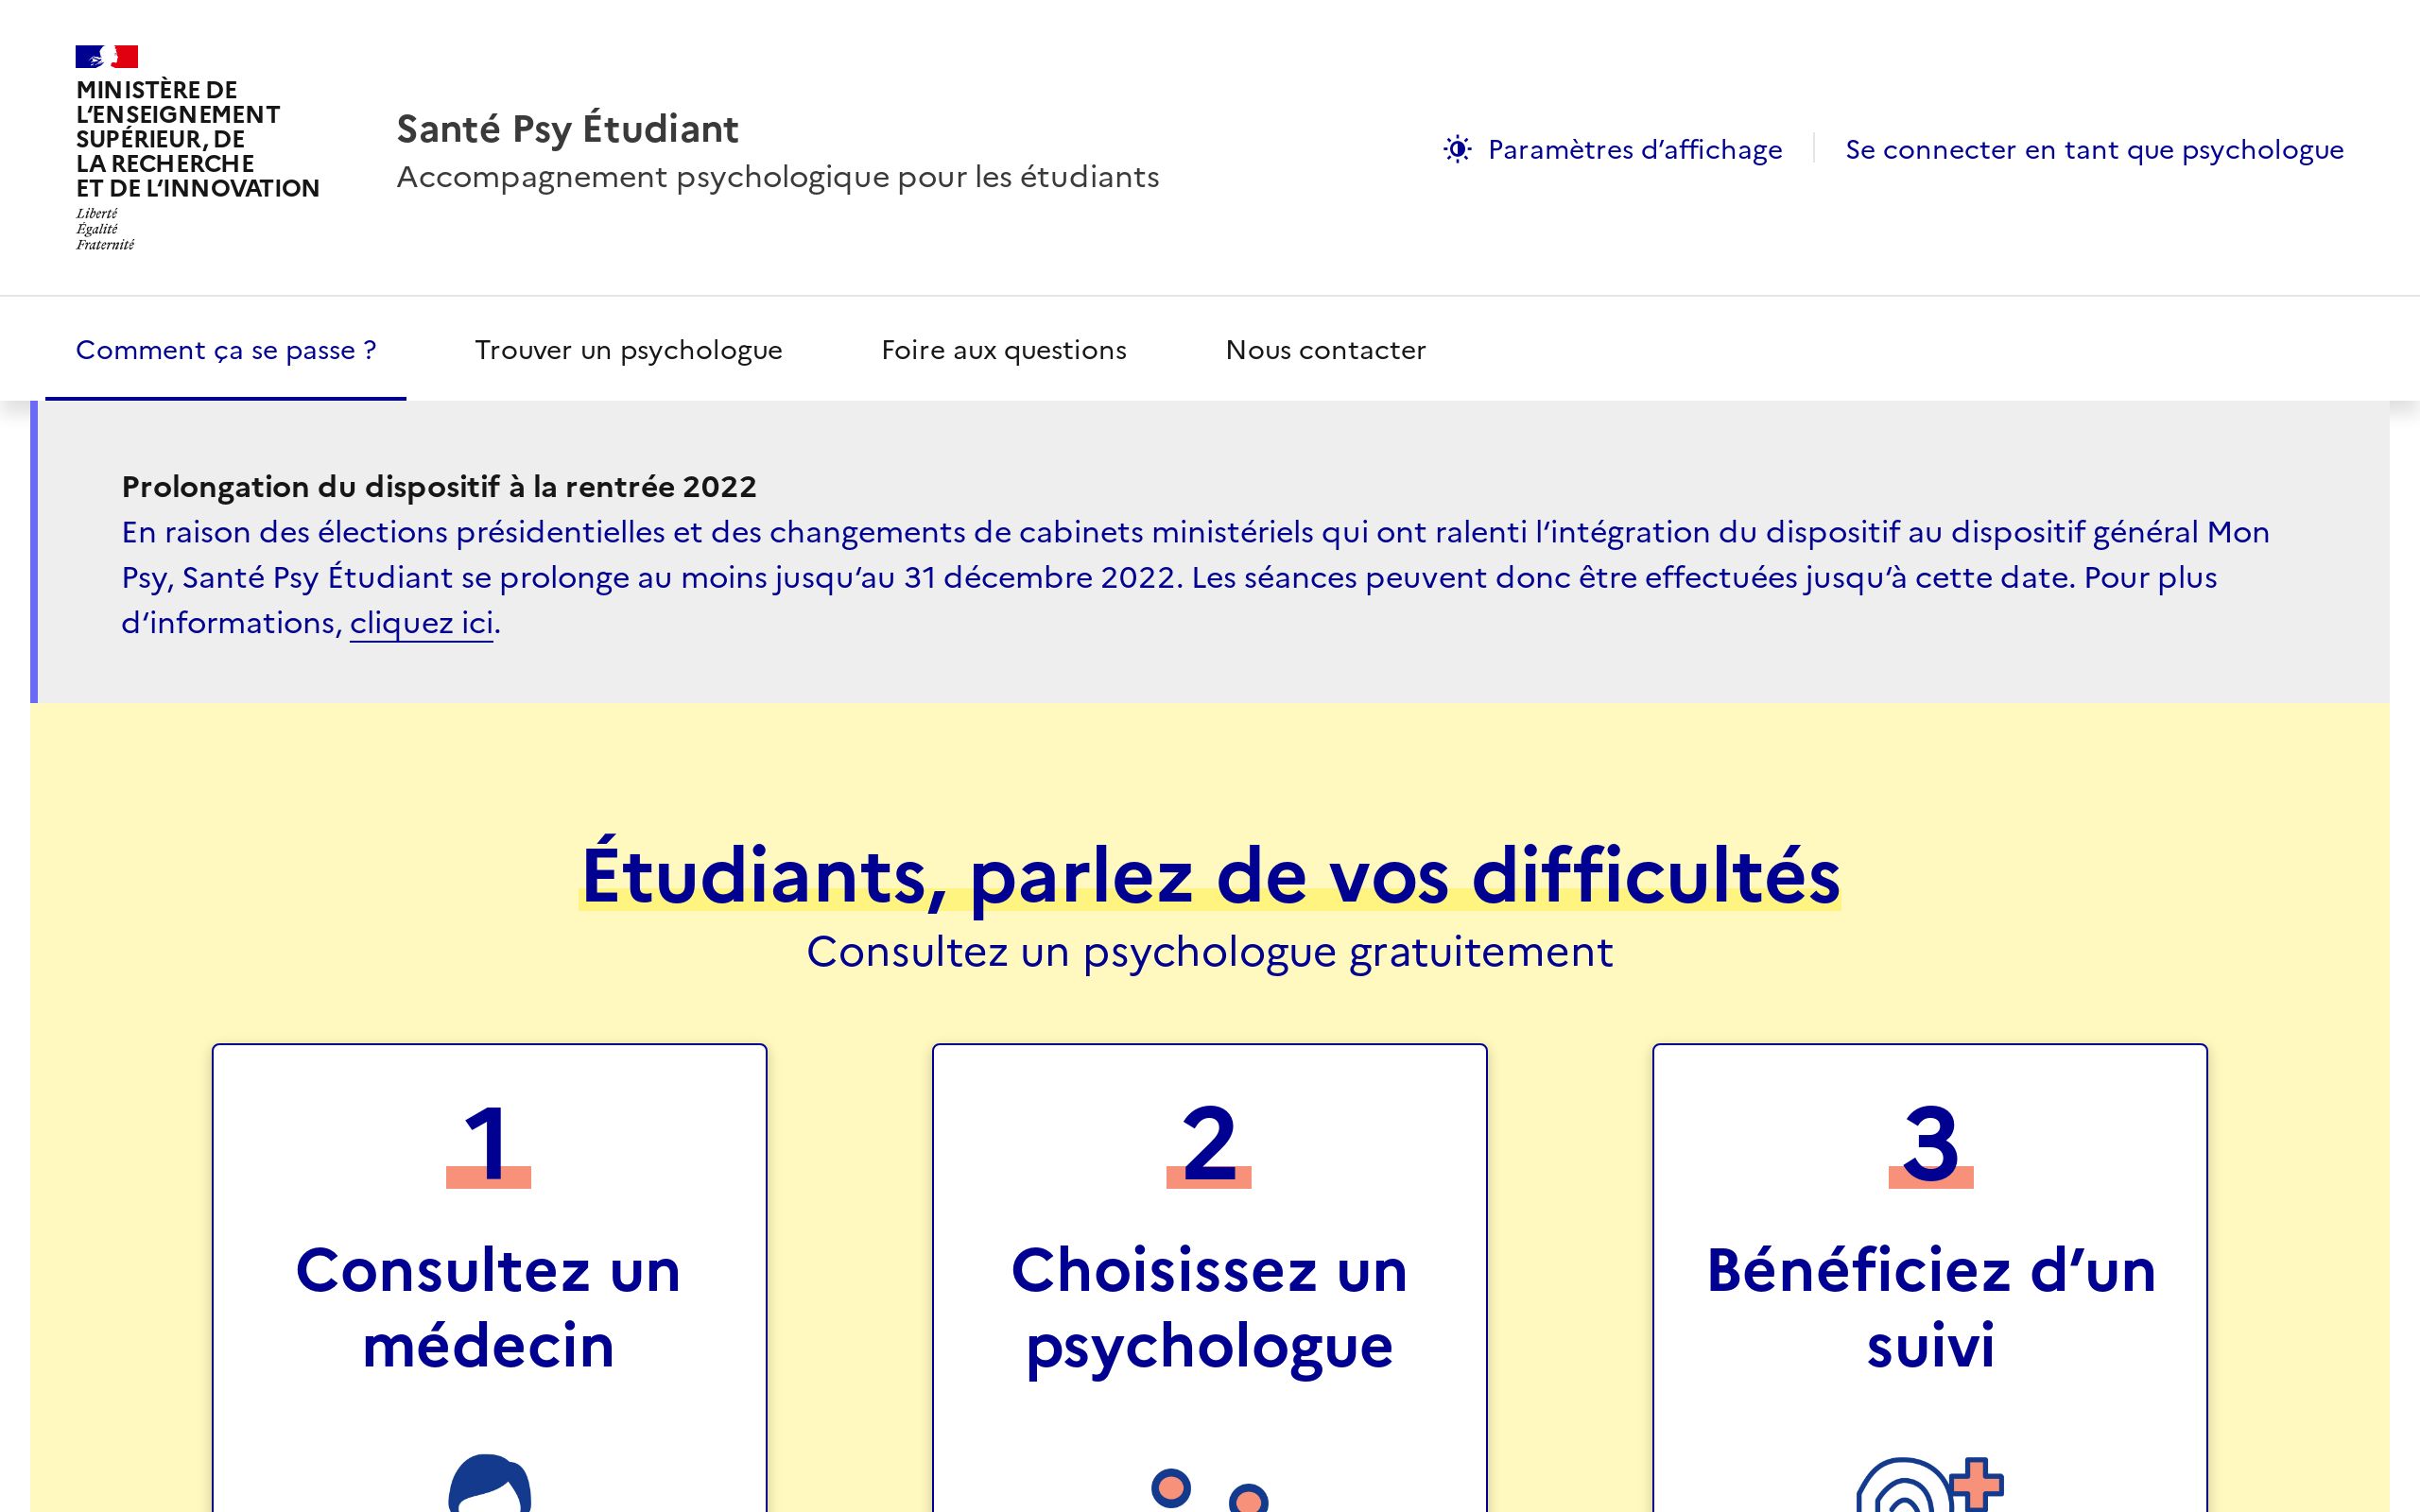 MINISTÈRE DE
L'ENSEIGNEMENT
SUPÉRIEUR, DE
LA RECHERCHE
ET DE L'INNOVATION
Liberté
Égalité
Fraternité
Santé Psy Étudiant
Accompagnement psychologique pour les étudiants
Paramètres d’affichage
Se connecter en tant que psychologue
Comment ça se passe ?
Trouver un psychologue
Foire aux questions
Nous contacter
Prolongation du dispositif à la rentrée 2022
En raison des élections présidentielles et des changements de cabinets ministériels qui ont ralenti l‘intégration du dispositif au dispositif général Mon
Psy, Santé Psy Étudiant se prolonge au moins jusqu‘au 31 décembre 2022. Les séances peuvent donc être effectuées jusqu‘à cette date. Pour plus
d‘informations, cliquez ici.
Étudiants, parlez de vos difficultés
Consultez un psychologue gratuitement
1
Consultez un
médecin
2
Choisissez un
psychologue
3
Bénéficiez d’un
suivi